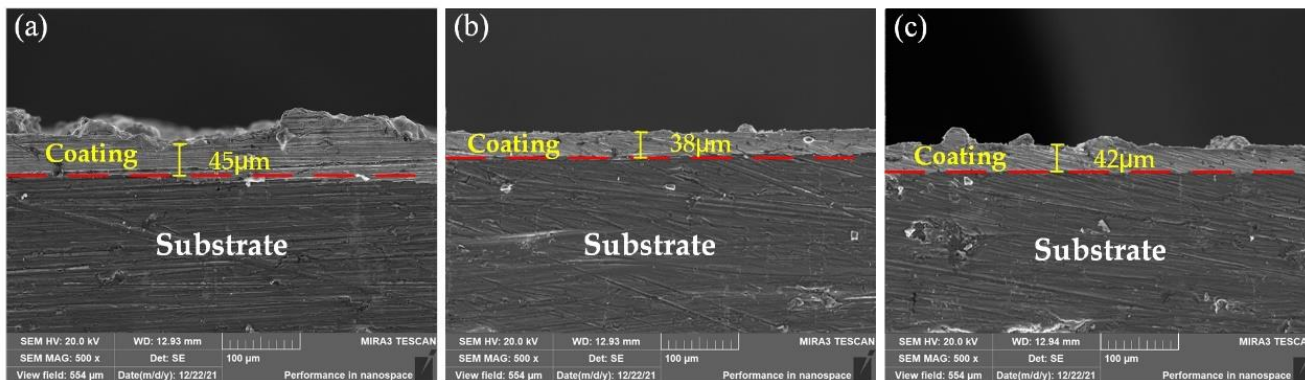 (a)
Coating
45μm
Substrate
SEM HV: 20.0 kV WD: 12.93 mm MIRA3 TESCAN
SEM MAG: 500 x Det: SE 100 μm
View field: 554 μm Date(m/d/y): 12/22/21 Performance in nanospace
(b)
Coating
38μm
Substrate
SEM HV: 20.0 kV WD: 12.93 mm MIRA3 TESCAN
SEM MAG: 500 x Det: SE 100 μm
View field: 554 μm Date(m/d/y): 12/22/21 Performance in nanospace
(c)
Coating
42μm
Substrate
SEM HV: 20.0 kV WD: 12.94 mm MIRA3 TESCAN
SEM MAG: 500 x Det: SE 100 μm
View field: 554 μm Date(m/d/y): 12/22/21 Performance in nanospace